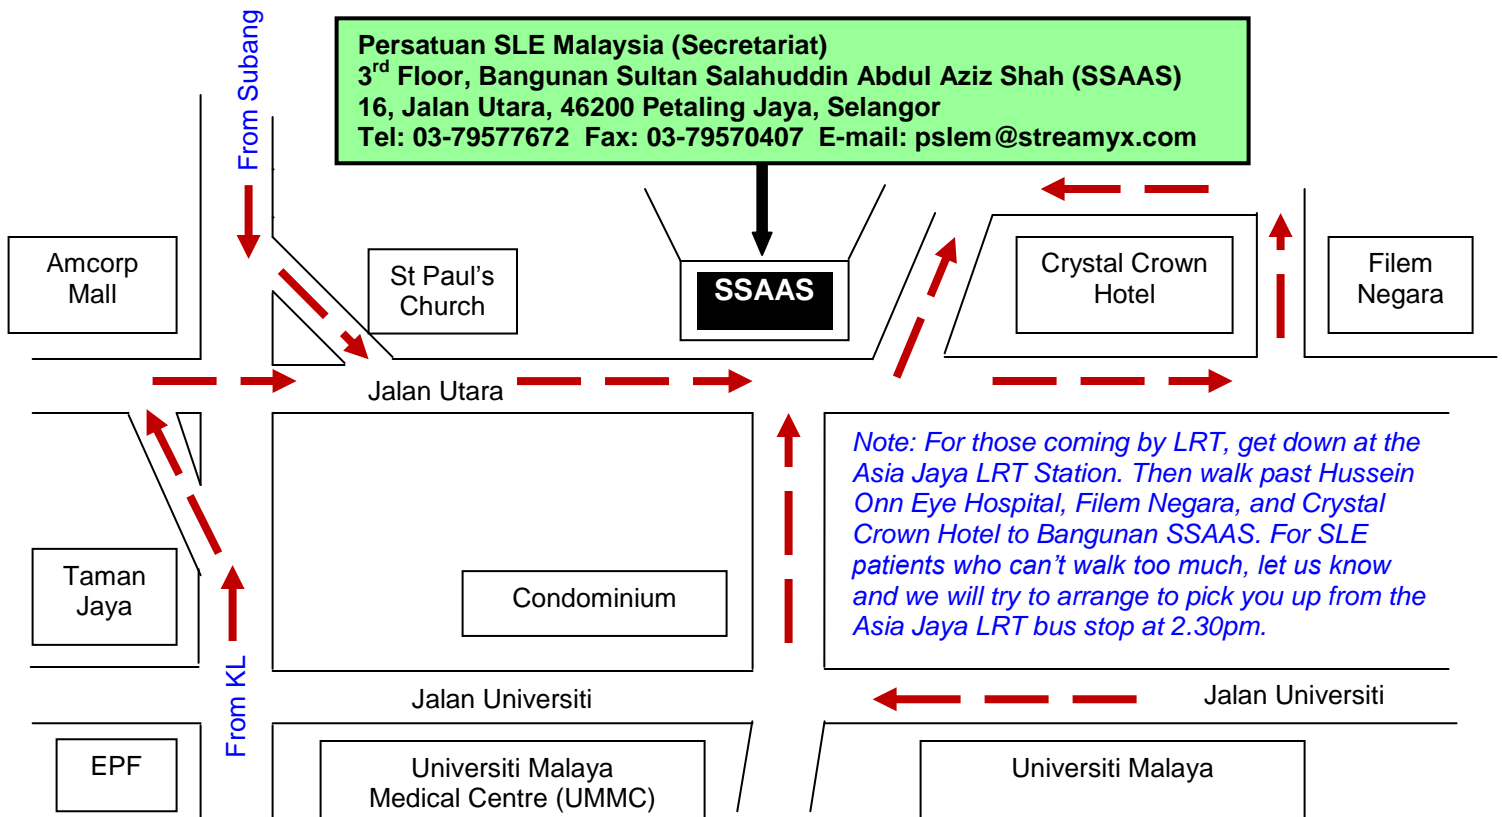 From Subang
Persatuan SLE Malaysia (Secretariat)
3rd Floor, Bangunan Sultan Salahuddin Abdul Aziz Shah (SSAAS)
16, Jalan Utara, 46200 Petaling Jaya, Selangor
Tel: 03-79577672 Fax: 03-79570407 E-mail: pslem@streamyx.com
Amcorp
Mall
St Paul's
Church
SSAAS
Crystal Crown
Hotel
Filem
Negara
Jalan Utara
Note: For those coming by LRT, get down at the
Asia Jaya LRT Station. Then walk past Hussein
Onn Eye Hospital, Filem Negara, and Crystal
Crown Hotel to Bangunan SSAAS. For SLE
patients who can't walk too much, let us know
and we will try to arrange to pick you up from the
Asia Jaya LRT bus stop at 2.30pm.
Taman
Jaya
Condominium
From KL
Jalan Universiti
Jalan Universiti
EPF
Universiti Malaya
Medical Centre (UMMC)
Universiti Malaya